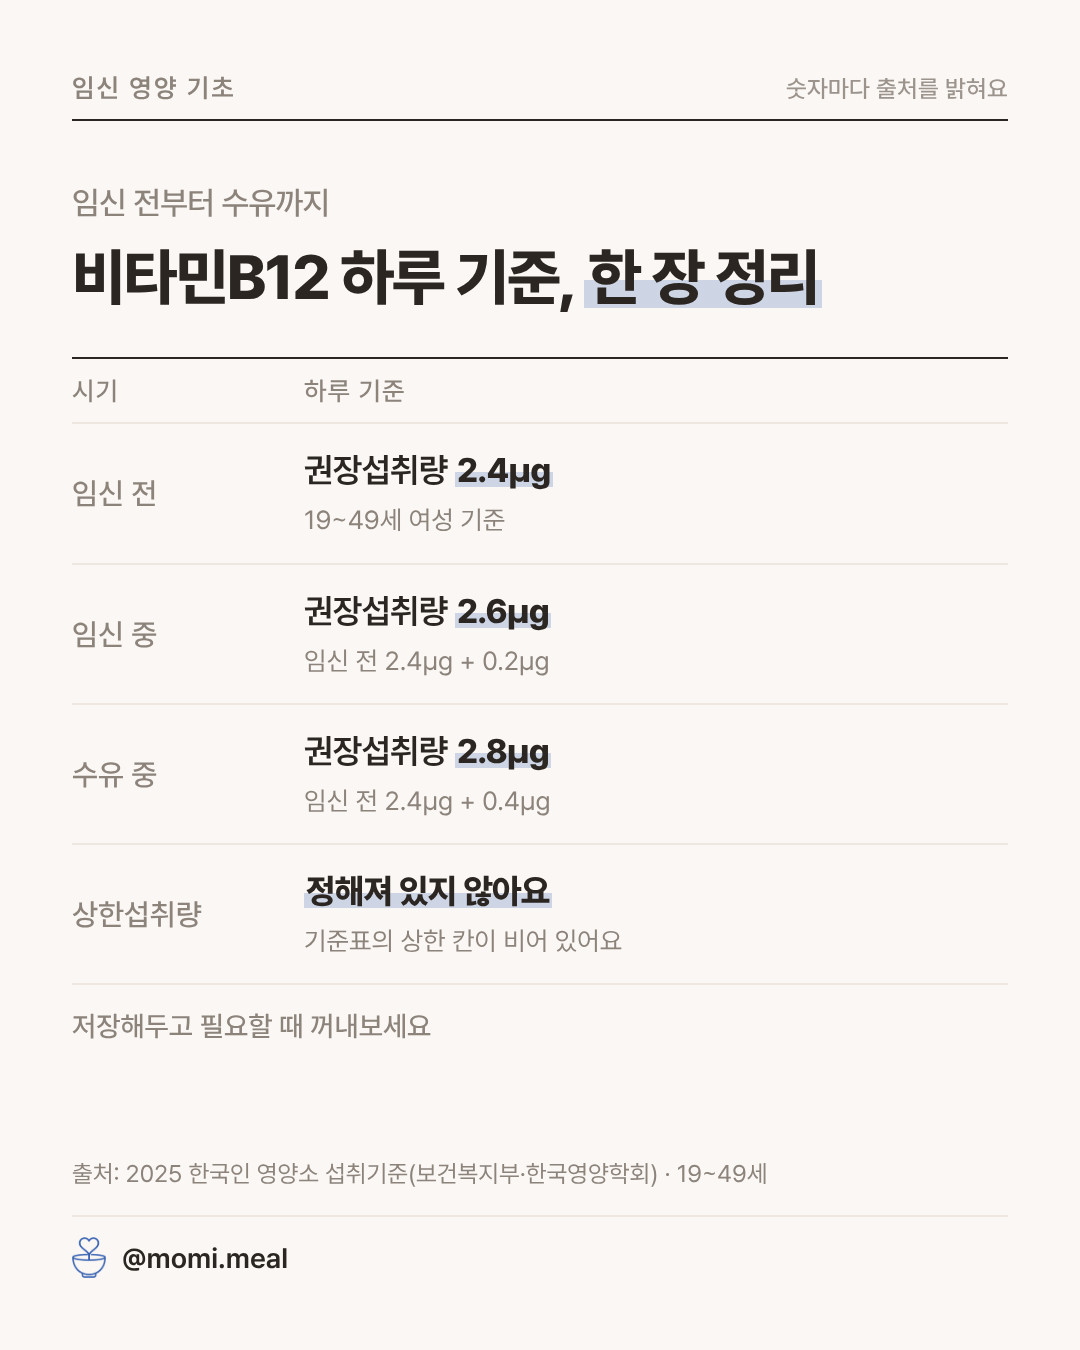 임신 영양 기초
숫자마다 출처를 밝혀요
임신 전부터 수유까지
비타민B12 하루 기준, 한 장 정리
시기 하루 기준
임신 전
권장섭취량 2.4µg
19~49세 여성 기준
임신 중
권장섭취량 2.6µg
임신 전 2.4µg + 0.2µg
수유 중
권장섭취량 2.8µg
임신 전 2.4µg + 0.4µg
상한섭취량
정해져 있지 않아요
기준표의 상한 칸이 비어 있어요
저장해두고 필요할 때 꺼내보세요
출처: 2025 한국인 영양소 섭취기준(보건복지부·한국영양학회) · 19~49세
@momi.meal